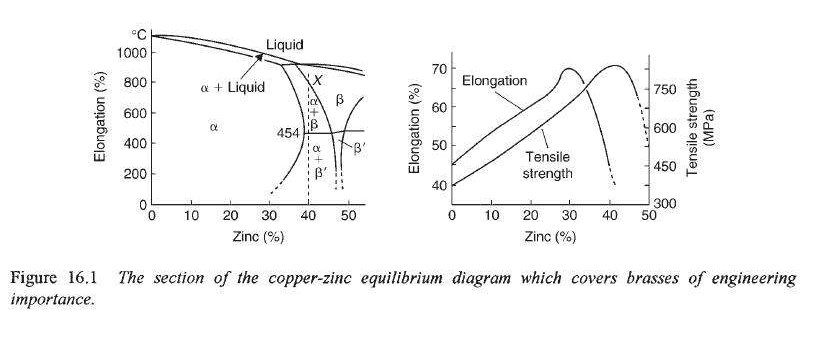 °C
1000
800
600
400
200
0
Elongation (%)
Liquid
α + Liquid
X
α
α
+
β
β
454
α
+
β′
β′
0
10
20
30
40
50
Zinc (%)
70
60
50
40
Elongation (%)
Elongation
Tensile
strength
750
600
450
300
Tensile strength
(MPa)
0
10
20
30
40
50
Zinc (%)
Figure 16.1 The section of the copper-zinc equilibrium diagram which covers brasses of engineering
importance.